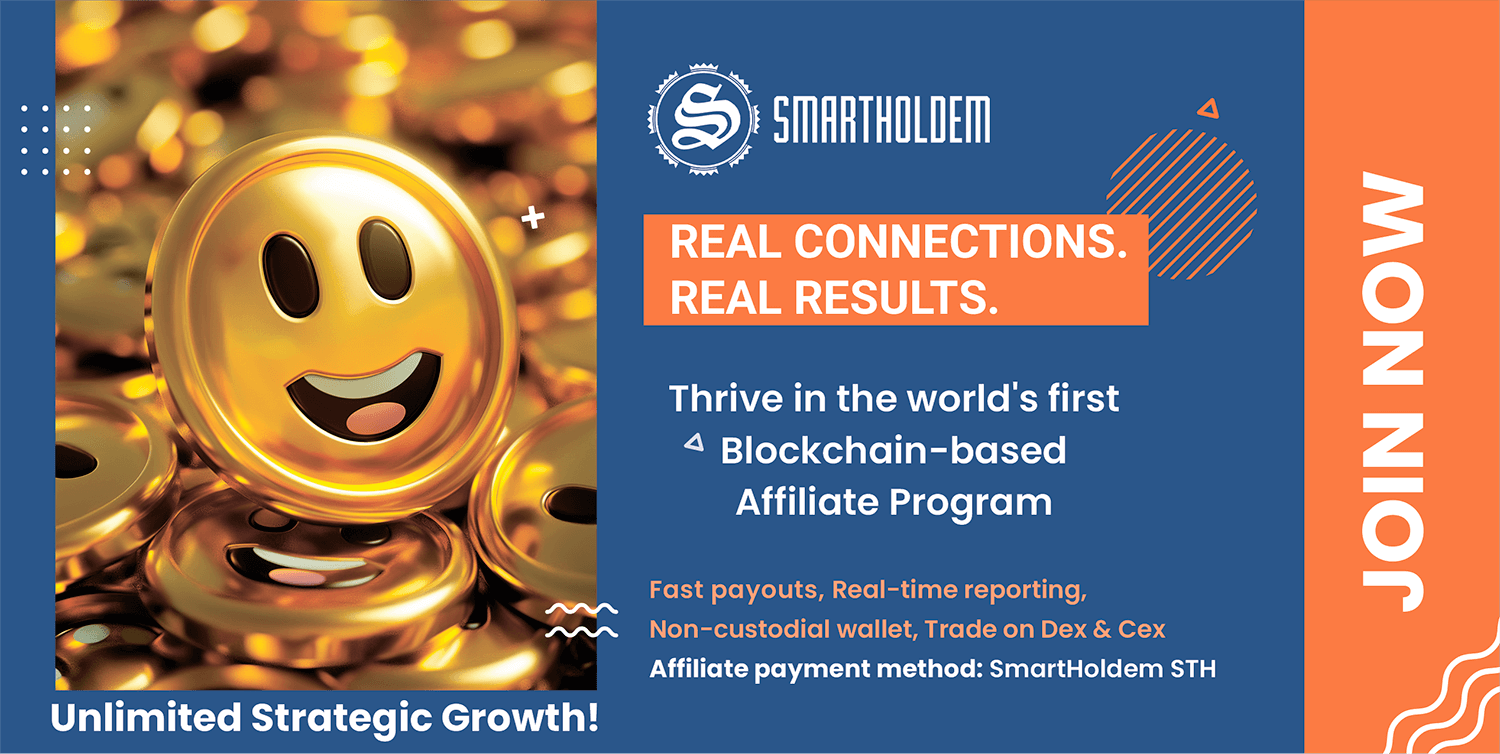 SMARTHOLDEM
REAL CONNECTIONS.
REAL RESULTS.
Thrive in the world's first
Blockchain-based
Affiliate Program
Fast payouts, Real-time reporting,
Non-custodial wallet, Trade on Dex & Cex
Affiliate payment method: SmartHoldem STH
Unlimited Strategic Growth!
JOIN NOW